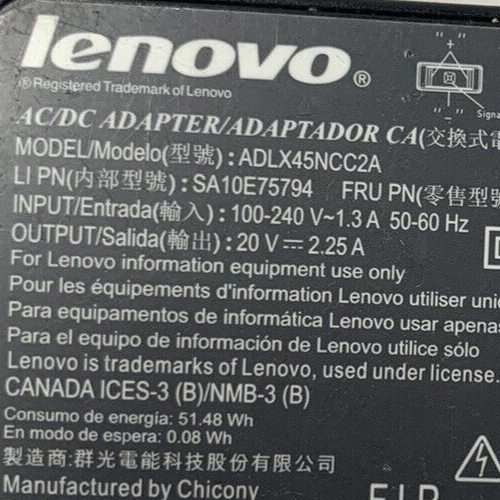 lenovo®
® Registered Trademark of Lenovo
"+"
"-" Signal
AC/DC ADAPTER/ADAPTADOR CA(交換式電
MODEL/Modelo(型號):ADLX45NCC2A
LI PN(內部型號):SA10E75794 FRU PN(零售型號
INPUT/Entrada(輸入):100-240 V~1.3 A 50-60 Hz
OUTPUT/Salida(輸出):20 V⎓2.25 A
For Lenovo information equipment use only
Pour les équipements d'information Lenovo utiliser uni
Para equipamentos de informática Lenovo usar apenas
Para el equipo de información de Lenovo utilice sólo
Lenovo is trademarks of Lenovo, used under license.
CANADA ICES-3 (B)/NMB-3 (B)
Consumo de energía: 51.48 Wh
En modo de espera: 0.08 Wh
製造商:群光電能科技股份有限公司
Manufactured by Chicony